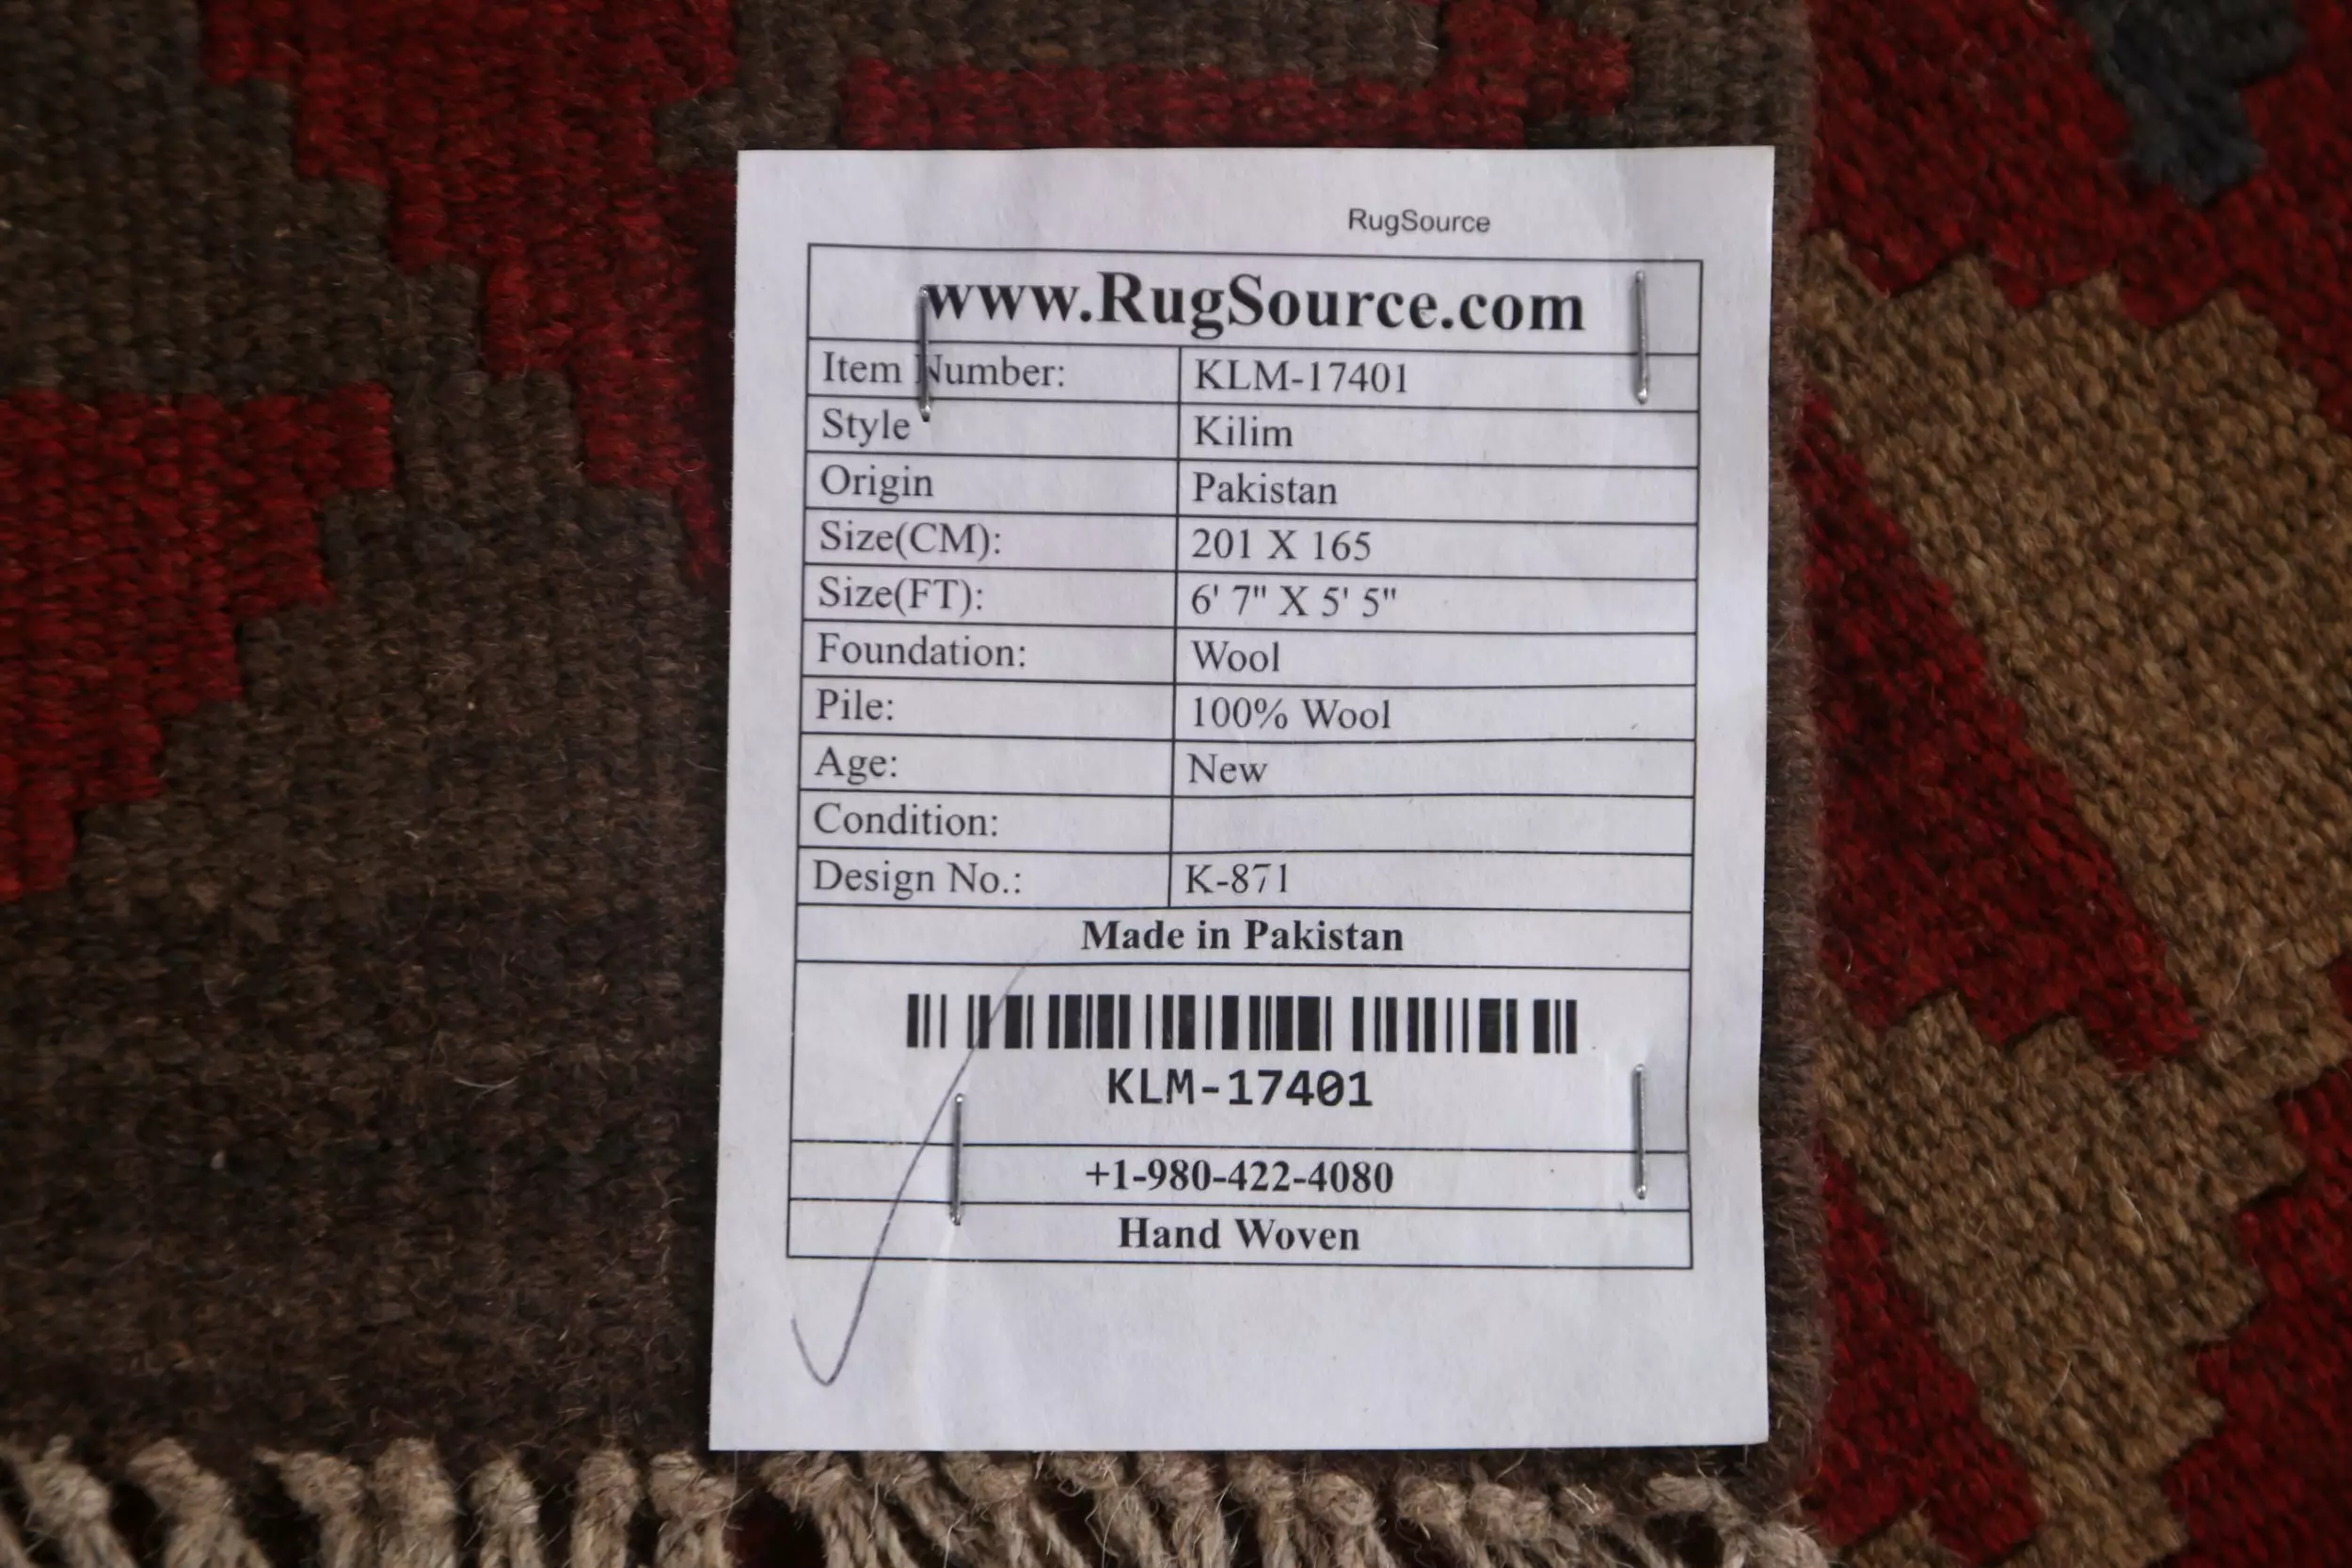 RugSource
www.RugSource.com
Item Number: KLM-17401
Style Kilim
Origin Pakistan
Size(CM): 201 X 165
Size(FT): 6' 7" X 5' 5"
Foundation: Wool
Pile: 100% Wool
Age: New
Condition:
Design No.: K-871
Made in Pakistan
KLM-17401
+1-980-422-4080
Hand Woven